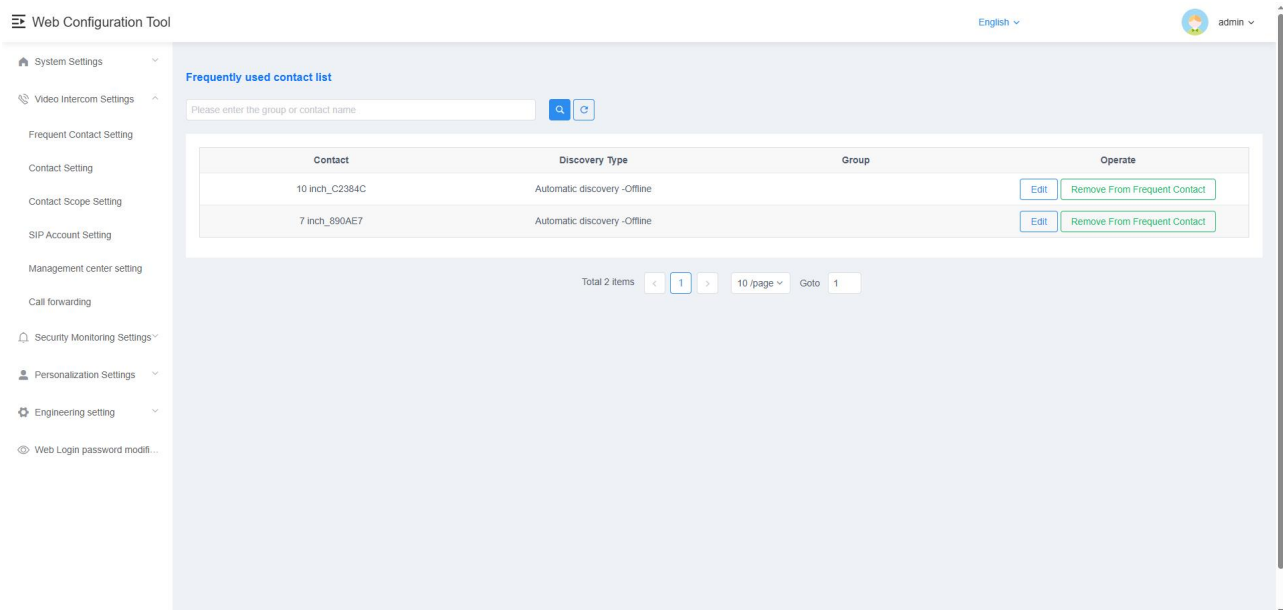 Web Configuration Tool
English
admin
System Settings
Video Intercom Settings
Frequent Contact Setting
Contact Setting
Contact Scope Setting
SIP Account Setting
Management center setting
Call forwarding
Security Monitoring Settings
Personalization Settings
Engineering setting
Web Login password modifi...
Frequently used contact list
Please enter the group or contact name
Contact Discovery Type Group Operate
10 inch_C2384C Automatic discovery -Offline Edit Remove From Frequent Contact
7 inch_890AE7 Automatic discovery -Offline Edit Remove From Frequent Contact
Total 2 items < 1 > 10 /page Goto 1